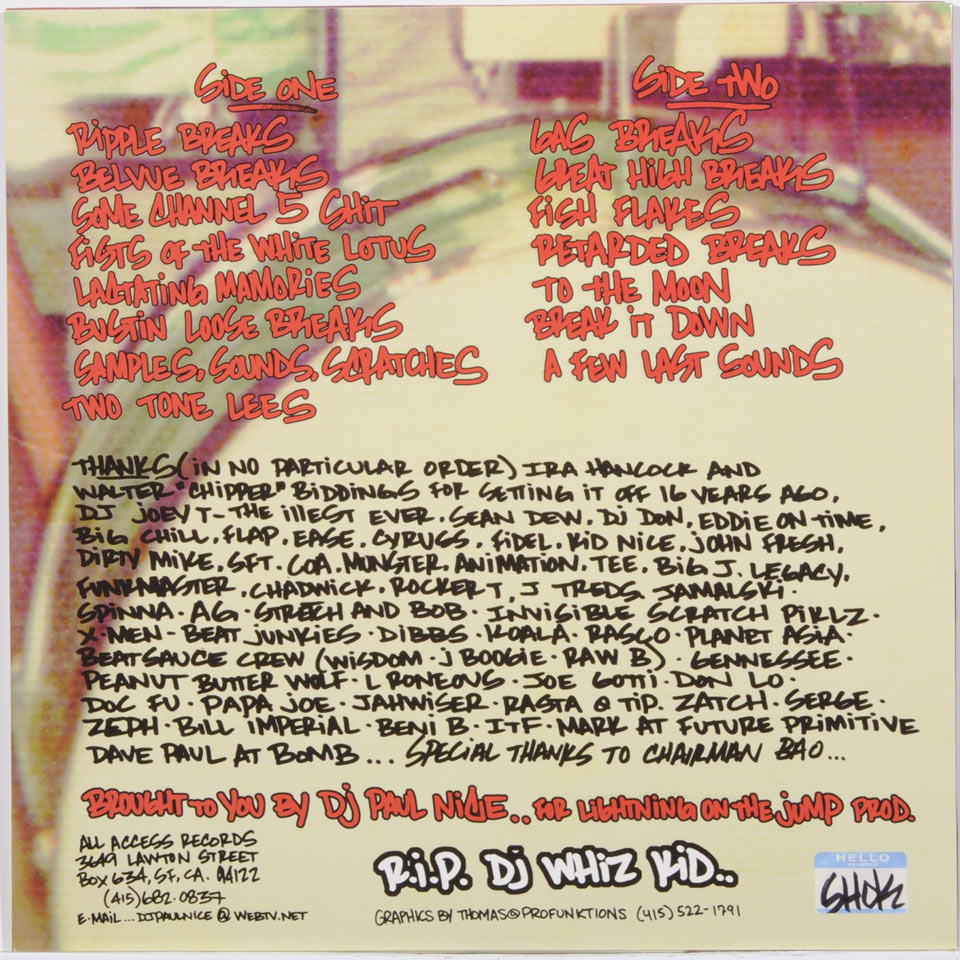 SIDE ONE
RIPPLE BREAKS
BELVUE BREAKS
SOME CHANNEL 5 SHIT
FISTS OF THE WHITE LOTUS
LACTATING MAMORIES
BUSTIN LOOSE BREAKS
SAMPLES, SOUNDS, SCRATCHES
TWO TONE LEES
SIDE TWO
GAS BREAKS
GREAT HIGH BREAKS
FISH FLAKES
RETARDED BREAKS
TO THE MOON
BREAK IT DOWN
A FEW LAST SOUNDS
THANKS (IN NO PARTICULAR ORDER) IRA HANCOCK AND
WALTER "CHIPPER" BIDDINGS FOR SETTING IT OFF 16 YEARS AGO,
DJ JOEY T - THE ILLEST EVER, SEAN DEW, DJ DON, EDDIE ON-TIME,
BIG CHILL, FLAP, EASE, CYRUSS, FIDEL, KID NICE, JOHN FRESH,
DIRTY MIKE, SFT, COA, MUNSTER, ANIMATION, TEE, BIG J. LEGACY,
FUNKMASTER, CHADWICK, ROCKER T, J TREDS, JAMALSKI ·
SPINNA · AG · STRETCH AND BOB · INVISIBLE SCRATCH PIKLZ ·
X-MEN - BEAT JUNKIES · DIBBS · KOALA · RASCO · PLANET ASIA ·
BEATSAUCE CREW (WISDOM · J BOOGIE · RAW B) · GENNESSEE ·
PEANUT BUTTER WOLF · L RONEOUS · JOE GOTTI · DON LO ·
DOC FU · PAPA JOE · JAHWISER · RASTA Q TIP. ZATCH · SERGE ·
ZEPH · BILL IMPERIAL · BENI B · ITF · MARK AT FUTURE PRIMITIVE
DAVE PAUL AT BOMB ... SPECIAL THANKS TO CHAIRMAN BAO ...
BROUGHT TO YOU BY DJ PAUL NICE.. FOR LIGHTNING ON THE JUMP PROD.
ALL ACCESS RECORDS
3649 LAWTON STREET
BOX 634, SF, CA. 94122
(415) 682-0837
E-MAIL ... DJPAULNICE @ WEBTV.NET
R.I.P. DJ WHIZ KID..
GRAPHICS BY THOMAS@PROFUNKTIONS (415) 522-1791
HELLO
SHOK